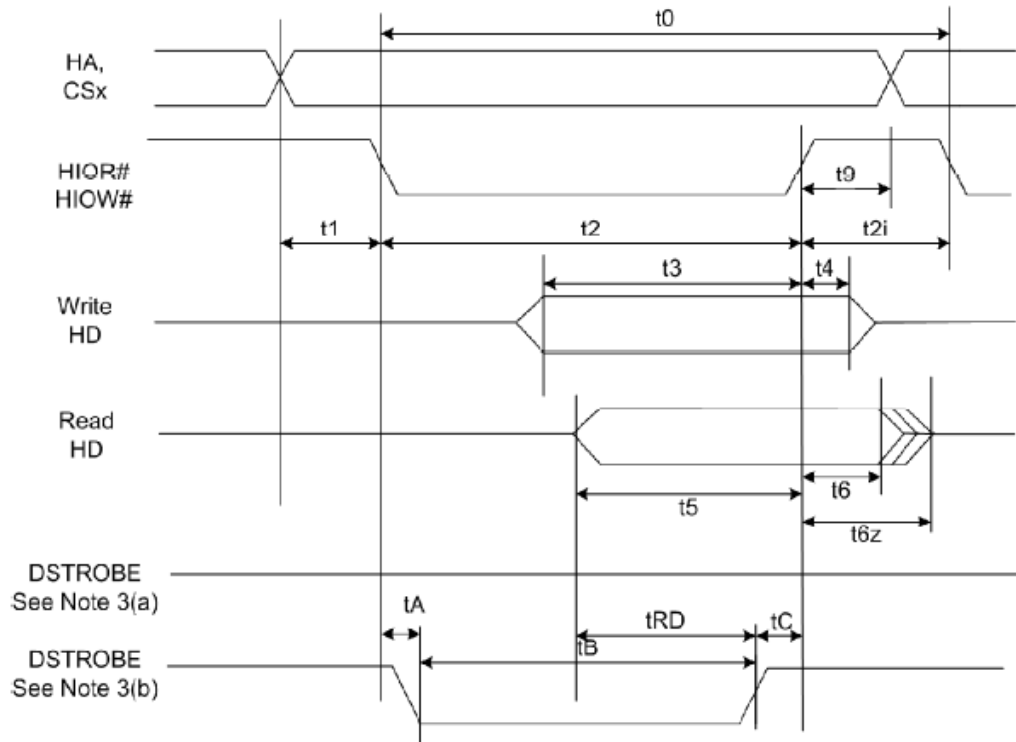 t0
HA,
CSx
HIOR#
HIOW#
t9
t1
t2
t2i
t3
t4
Write
HD
Read
HD
t6
t5
t6z
DSTROBE
See Note 3(a)
tA
tRD
tC
tB
DSTROBE
See Note 3(b)